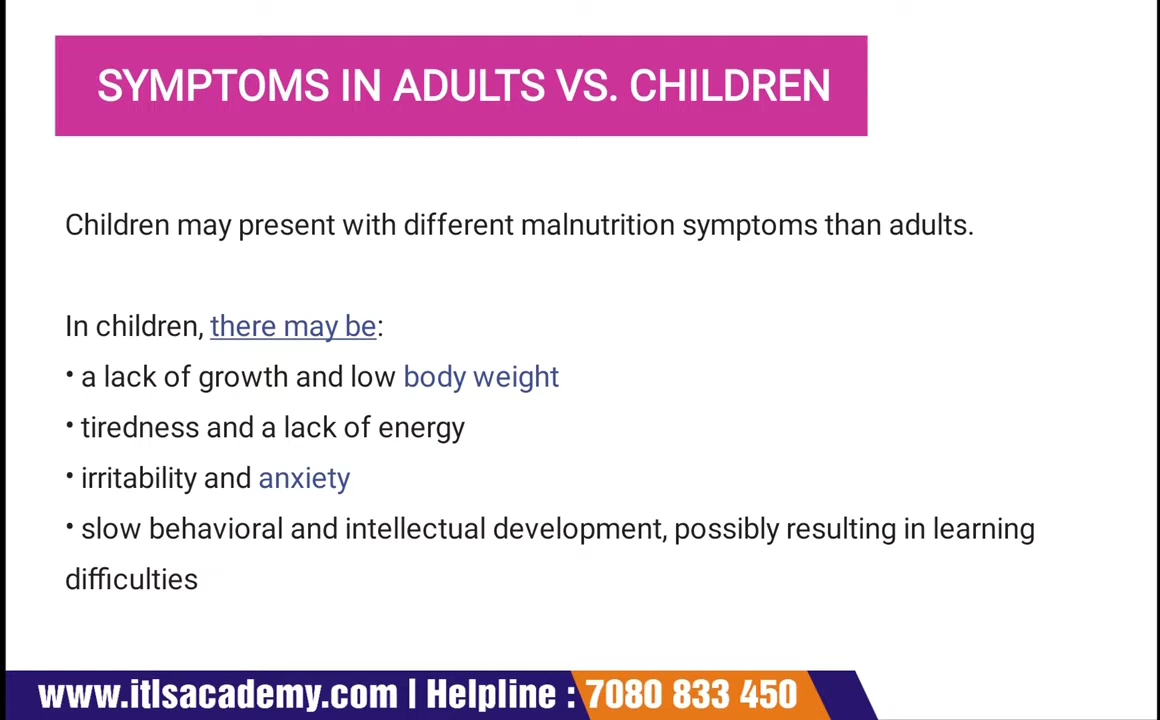 SYMPTOMS IN ADULTS VS. CHILDREN
Children may present with different malnutrition symptoms than adults.
In children, there may be:
• a lack of growth and low body weight
• tiredness and a lack of energy
• irritability and anxiety
• slow behavioral and intellectual development, possibly resulting in learning
difficulties
www.itlsacademy.com | Helpline : 7080 833 450